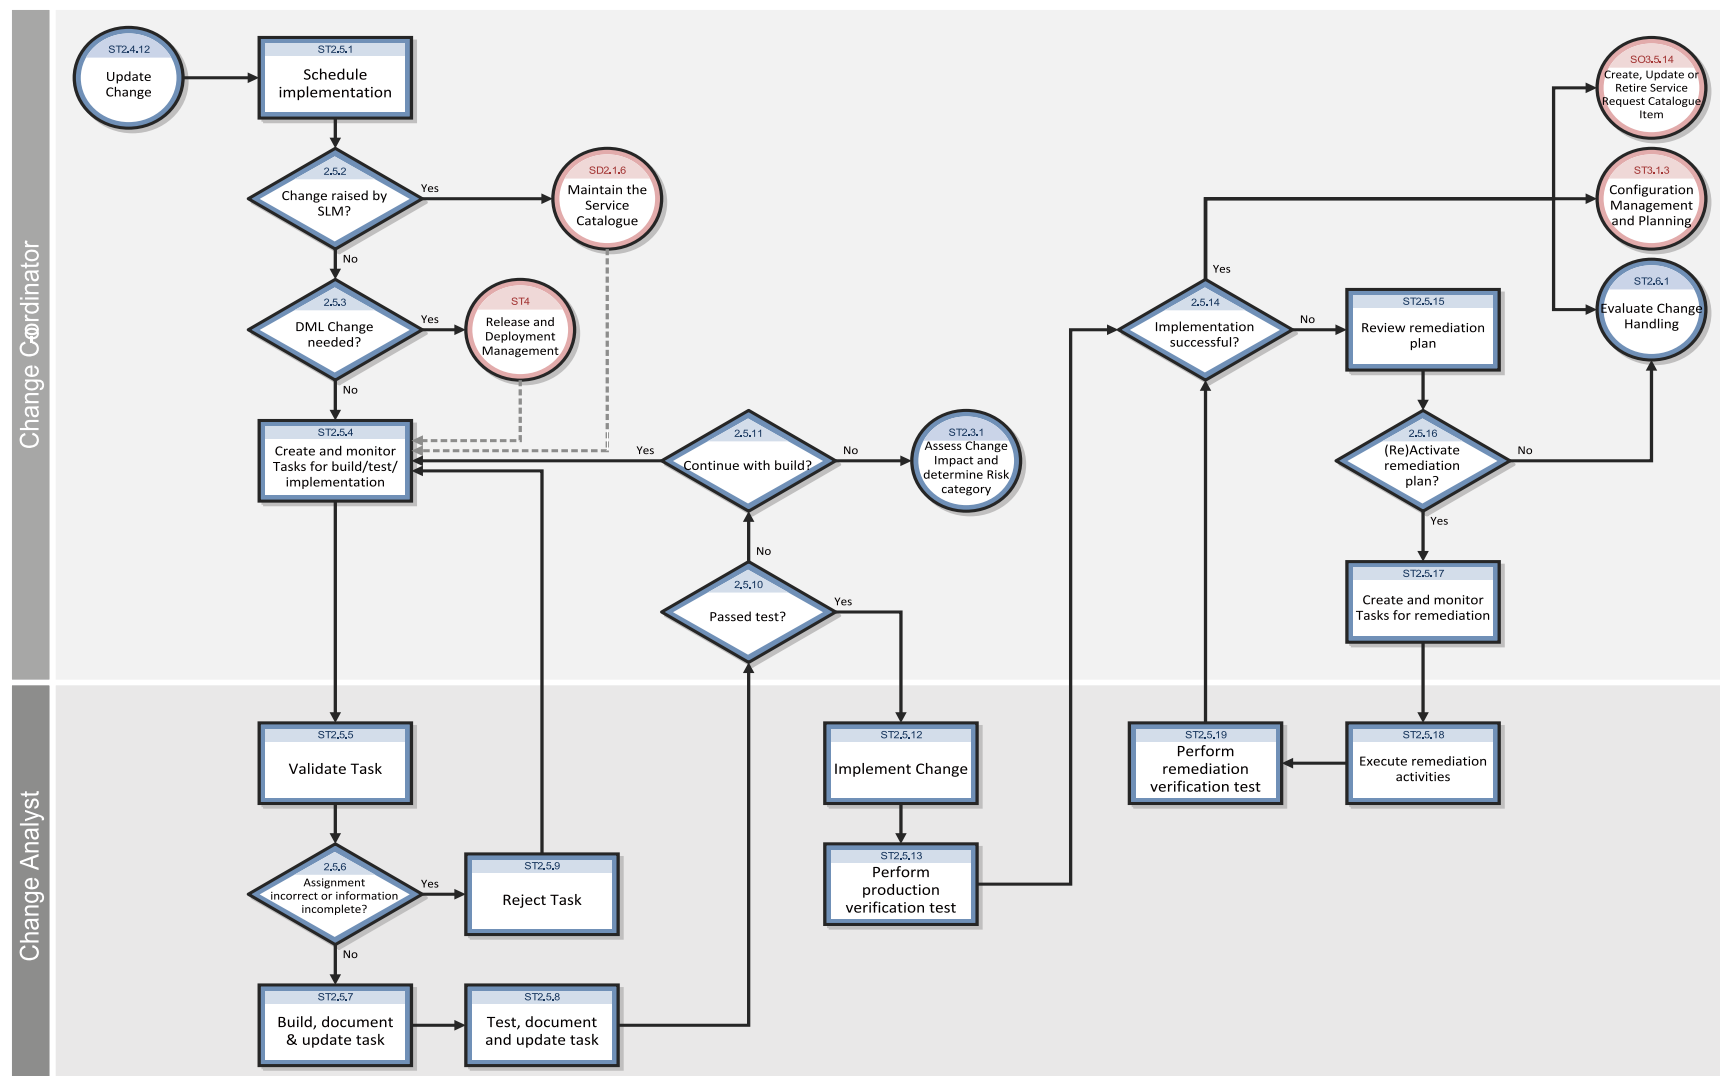 Change Coordinator
Change Analyst
ST2.4.12
Update
Change
ST2.5.1
Schedule
implementation
2.5.2
Change raised by
SLM?
Yes
No
SD2.1.6
Maintain the
Service
Catalogue
2.5.3
DML Change
needed?
Yes
No
ST4
Release and
Deployment
Management
ST2.5.4
Create and monitor
Tasks for build/test/
implementation
2.5.11
Continue with build?
Yes
No
ST2.3.1
Assess Change
Impact and
determine Risk
category
2.5.10
Passed test?
No
Yes
2.5.14
Implementation
successful?
Yes
No
SO3.5.14
Create, Update or
Retire Service
Request Catalogue
Item
ST3.1.3
Configuration
Management
and Planning
ST2.6.1
Evaluate Change
Handling
ST2.5.15
Review remediation
plan
2.5.16
(Re)Activate
remediation
plan?
No
Yes
ST2.5.17
Create and monitor
Tasks for remediation
ST2.5.5
Validate Task
2.5.6
Assignment
incorrect or information
incomplete?
Yes
No
ST2.5.9
Reject Task
ST2.5.7
Build, document
& update task
ST2.5.8
Test, document
and update task
ST2.5.12
Implement Change
ST2.5.13
Perform
production
verification test
ST2.5.19
Perform
remediation
verification test
ST2.5.18
Execute remediation
activities